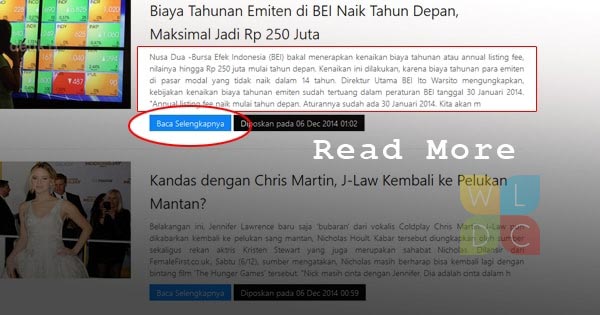 Biaya Tahunan Emiten di BEI Naik Tahun Depan,
Maksimal Jadi Rp 250 Juta
Nusa Dua -Bursa Efek Indonesia (BEI) bakal menerapkan kenaikan biaya tahunan atau annual listing fee,
nilainya hingga Rp 250 juta mulai tahun depan. Kenaikan ini dilakukan, karena biaya tahunan para emiten
di pasar modal yang tidak naik dalam 14 tahun. Direktur Utama BEI Ito Warsito mengungkapkan,
kebijakan kenaikan biaya tahunan emiten sudah tertuang dalam peraturan BEI tanggal 30 Januari 2014.
"Annual listing fee naik mulai tahun depan. Aturannya sudah ada 30 Januari 2014. Kita akan m
Baca Selengkapnya
Diposkan pada 06 Dec 2014 01:02
Read More
Kandas dengan Chris Martin, J-Law Kembali ke Pelukan
Mantan?
W L
P C
Belakangan ini, Jennifer Lawrence baru saja 'bubaran' dari vokalis Coldplay Chris Martin. J-Law pun
dikabarkan kembali ke pelukan sang mantan, Nicholas Hoult. Kabar tersebut diungkapkan oleh sumber
sekaligus rekan aktris Kristen Stewart yang juga merupakan sahabat Nicholas. Dilansir dari
FemaleFirst.co.uk, Sabtu (6/12), sumber mengatakan, Nicholas masih berharap bisa kembali lagi dengan
bintang film 'The Hunger Games' tersebut. "Nick masih cinta dengan Jennifer. Dia adalah cinta dalam h
Baca Selengkapnya
Diposkan pada 06 Dec 2014 00:59